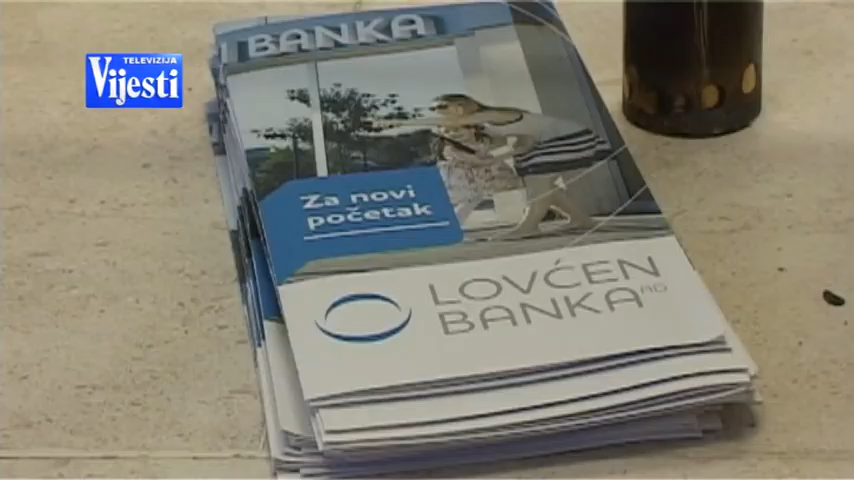 TELEVIZIJA
Vijesti
BANKA
Za novi
početak
LOVĆEN
BANKA AD